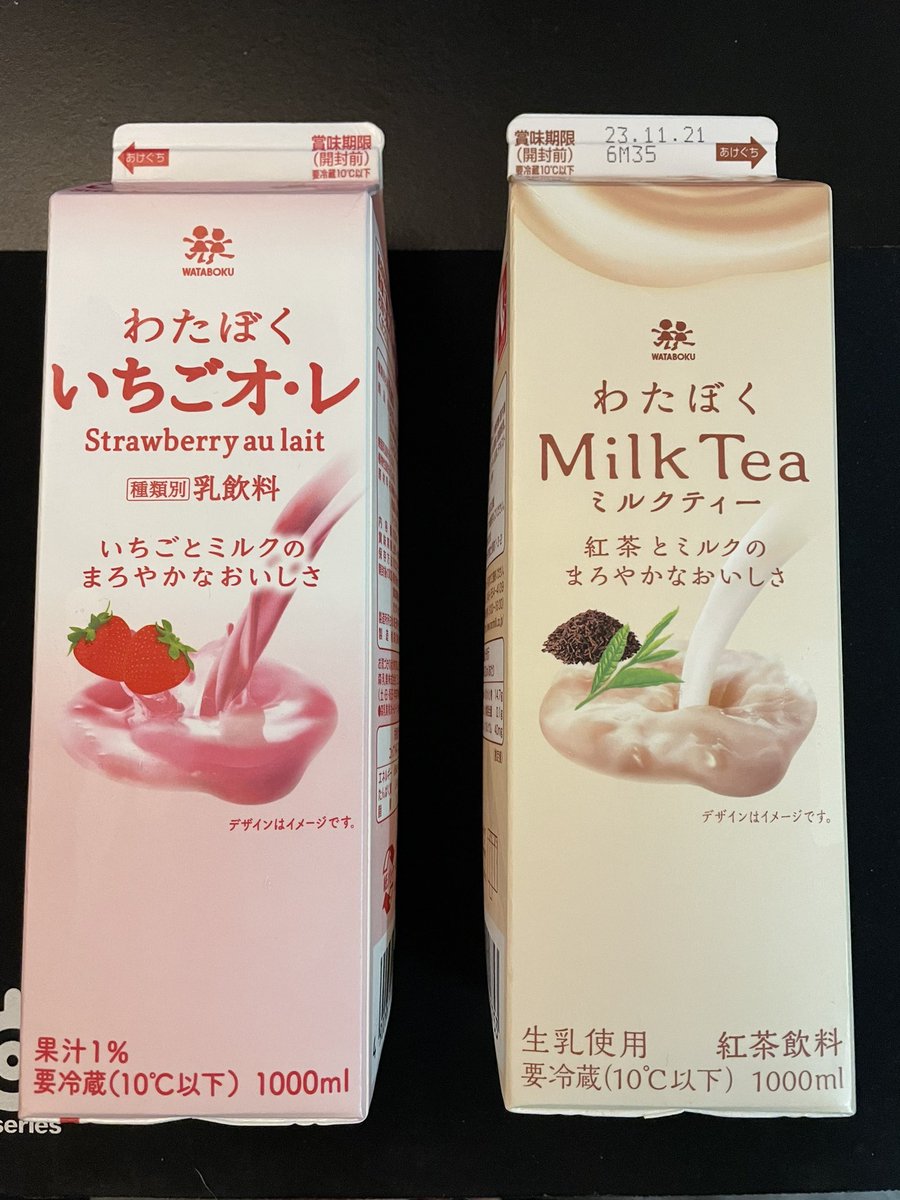 あけぐち
賞味期限
(開封前)
要冷蔵10℃以下
WATABOKU
わたぼく
いちごオ・レ
Strawberry au lait
種類別 乳飲料
いちごとミルクの
まろやかなおいしさ
デザインはイメージです。
果汁1%
要冷蔵(10℃以下) 1000ml
series
賞味期限 23.11.21
(開封前) 6M35
要冷蔵10℃以下
あけぐち
WATABOKU
わたぼく
Milk Tea
ミルクティー
紅茶とミルクの
まろやかなおいしさ
デザインはイメージです。
生乳使用 紅茶飲料
要冷蔵(10℃以下) 1000ml